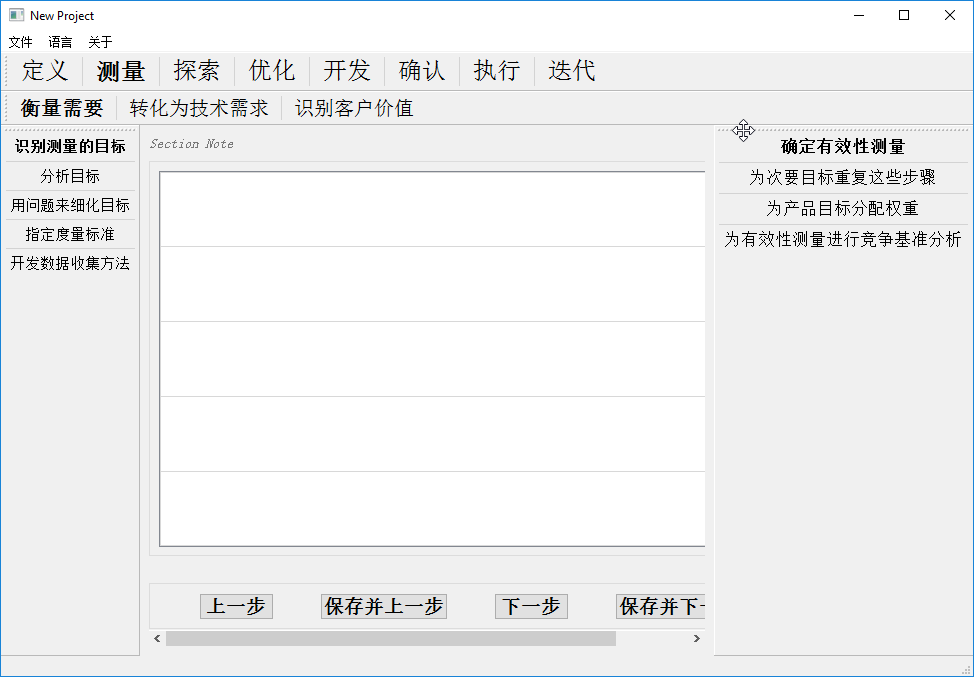 New Project
文件 语言 关于
定义 测量 探索 优化 开发 确认 执行 迭代
衡量需要 转化为技术需求 识别客户价值
识别测量的目标
分析目标
用问题来细化目标
指定度量标准
开发数据收集方法
Section Note
上一步 保存并上一步 下一步 保存并下一
确定有效性测量
为次要目标重复这些步骤
为产品目标分配权重
为有效性测量进行竞争基准分析